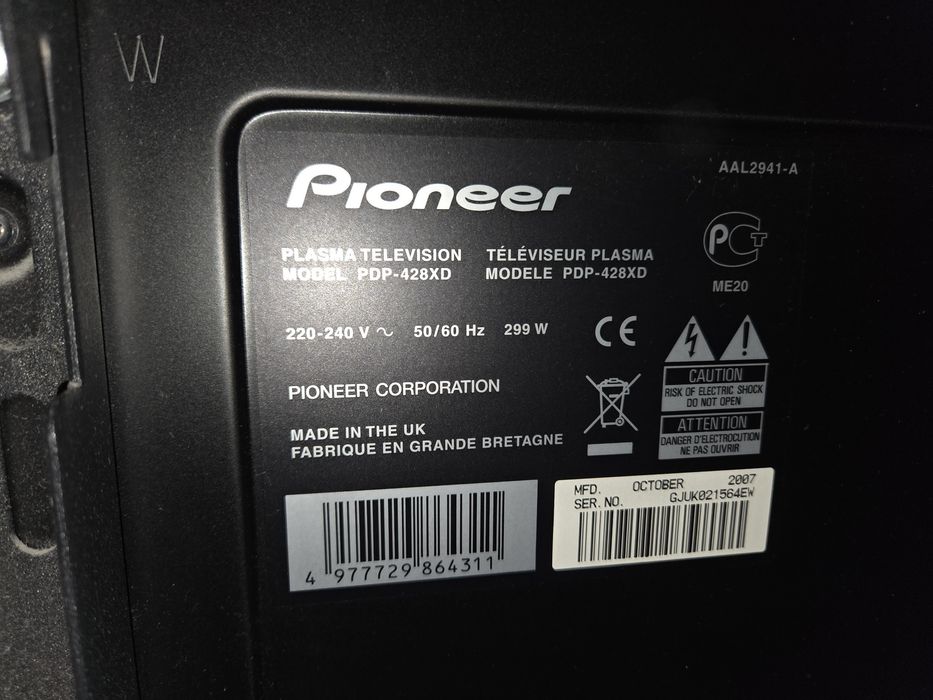 W
Pioneer
AAL2941-A
PLASMA TELEVISION TÉLÉVISEUR PLASMA
MODEL PDP-428XD MODELE PDP-428XD
PCT
ME20
220-240 V ~ 50/60 Hz 299 W
CE
PIONEER CORPORATION
CAUTION
RISK OF ELECTRIC SHOCK
DO NOT OPEN
MADE IN THE UK
FABRIQUE EN GRANDE BRETAGNE
ATTENTION
DANGER D'ELECTROCUTION
NE PAS OUVRIR
4 977729 864311
MFD. OCTOBER 2007
SER. NO. GJUK021564EW